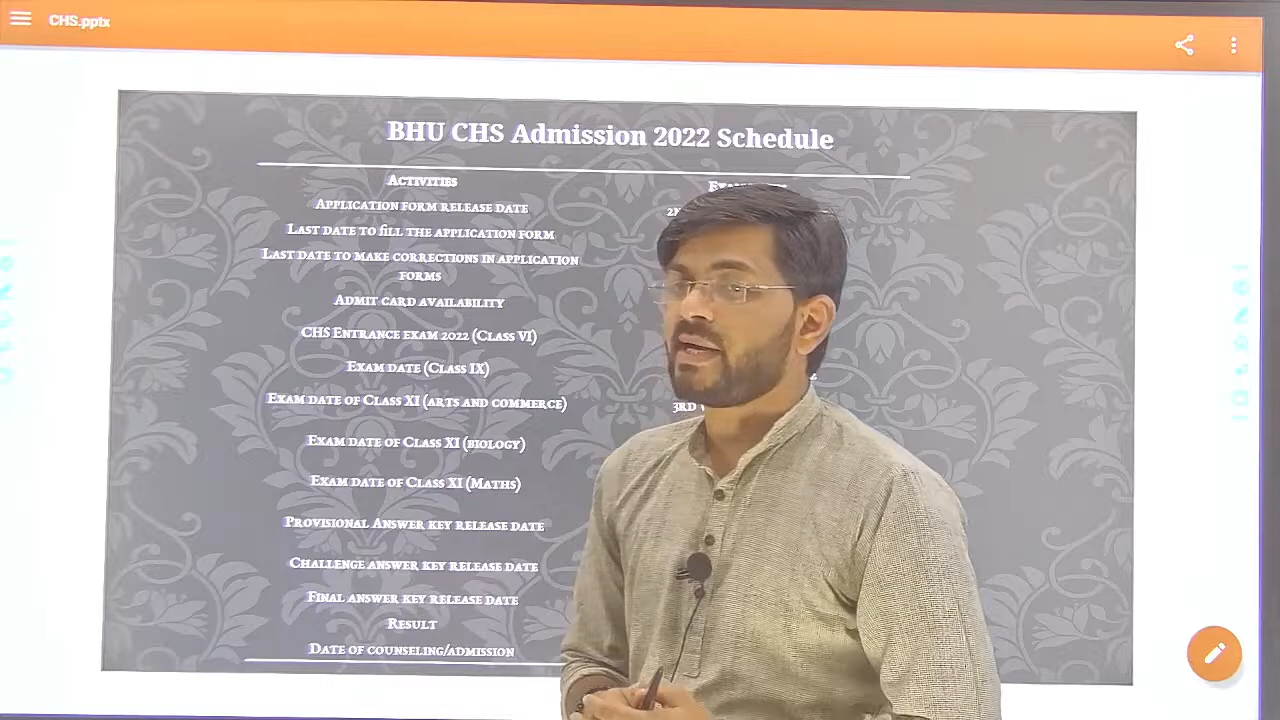 CHS.pptx
BHU CHS Admission 2022 Schedule
Activities
Application form release date
Last date to fill the application form
Last date to make corrections in application
forms
Admit card availability
CHS Entrance exam 2022 (Class VI)
Exam date (Class IX)
Exam date of Class XI (arts and commerce)
3rd
Exam date of Class XI (biology)
Exam date of Class XI (Maths)
Provisional Answer key release date
Challenge answer key release date
Final answer key release date
Result
Date of counseling/admission